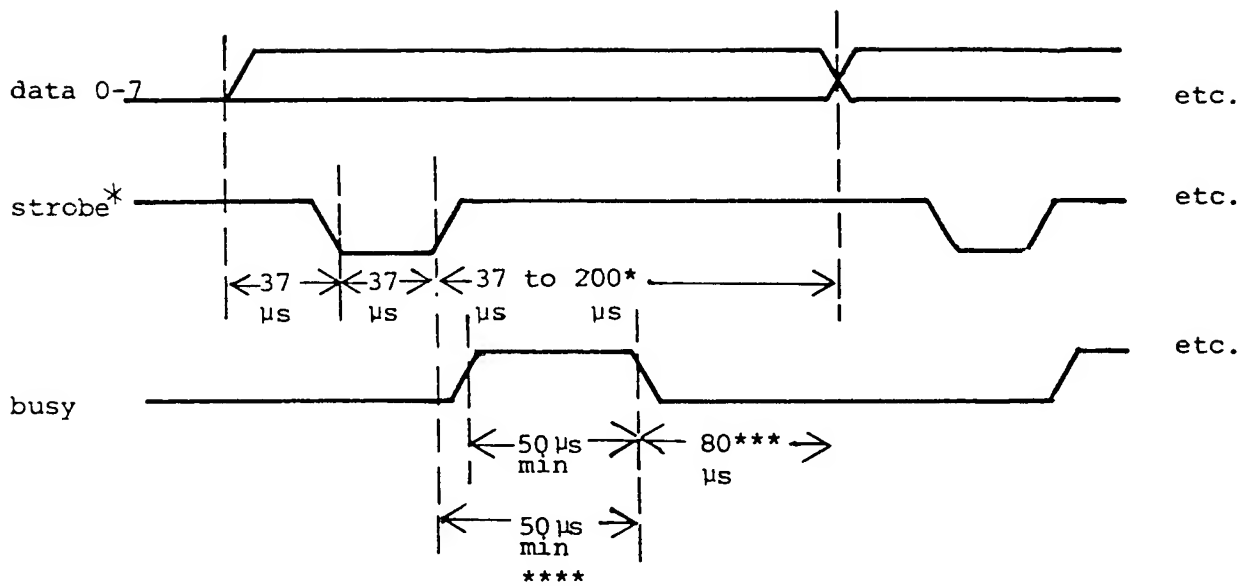 data 0-7
etc.
strobe*
etc.
37 37 37 to 200*
µs µs µs µs
etc.
busy
50 µs 80***
min µs
50 µs
min
****